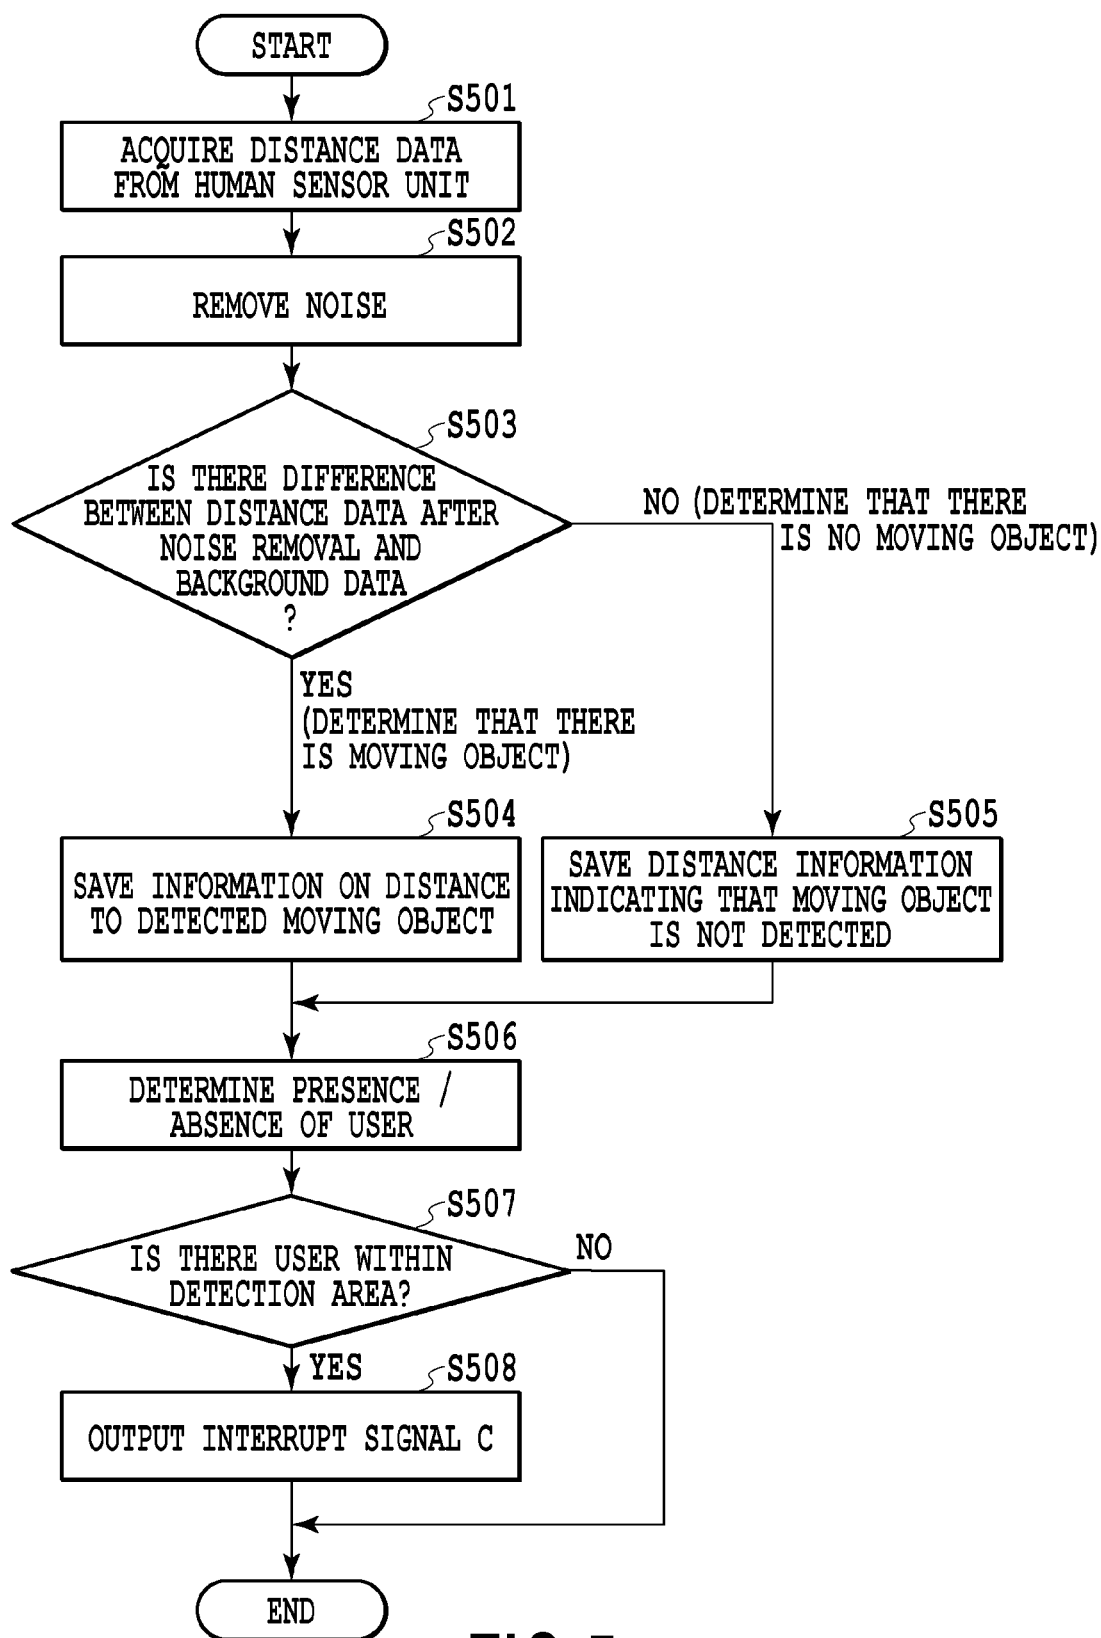 START
S501
ACQUIRE DISTANCE DATA
FROM HUMAN SENSOR UNIT
S502
REMOVE NOISE
S503
IS THERE DIFFERENCE
BETWEEN DISTANCE DATA AFTER
NOISE REMOVAL AND
BACKGROUND DATA
?
NO (DETERMINE THAT THERE
IS NO MOVING OBJECT)
YES
(DETERMINE THAT THERE
IS MOVING OBJECT)
S504
SAVE INFORMATION ON DISTANCE
TO DETECTED MOVING OBJECT
S505
SAVE DISTANCE INFORMATION
INDICATING THAT MOVING OBJECT
IS NOT DETECTED
S506
DETERMINE PRESENCE /
ABSENCE OF USER
S507
IS THERE USER WITHIN
DETECTION AREA?
NO
YES
S508
OUTPUT INTERRUPT SIGNAL C
END